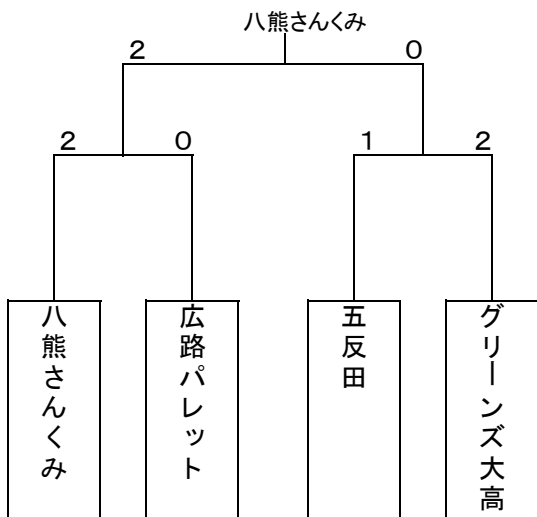 八熊さんくみ
2 0
2 0 1 2
八熊さんくみ
広路パレット
五反田
グリーンズ大高